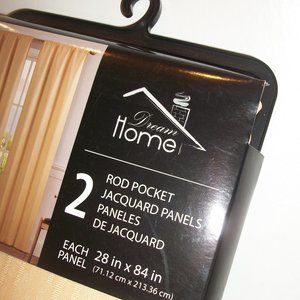 Dream
Home
2
ROD POCKET
JACQUARD PANELS
PANELES
DE JACQUARD
EACH PANEL
28 in x 84 in
(71.12 cm x 213.36 cm)